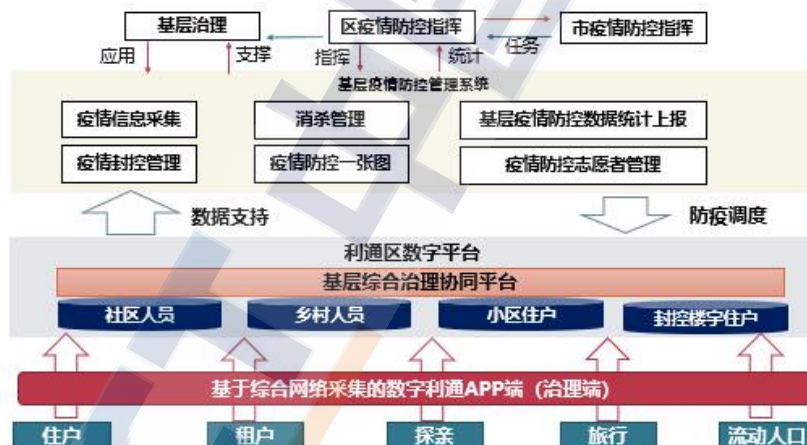 基层治理 区疫情防控指挥 市疫情防控指挥
应用 支撑 指挥 统计 任务
基层疫情防控管理系统
疫情信息采集 消杀管理 基层疫情防控数据统计上报
疫情封控管理 疫情防控一张图 疫情防控志愿者管理
数据支持 防疫调度
利通区数字平台
基层综合治理协同平台
社区人员 乡村人员 小区住户 封控楼宇住户
基于综合网络采集的数字利通APP端（治理端）
住户 租户 探亲 旅行 流动人口